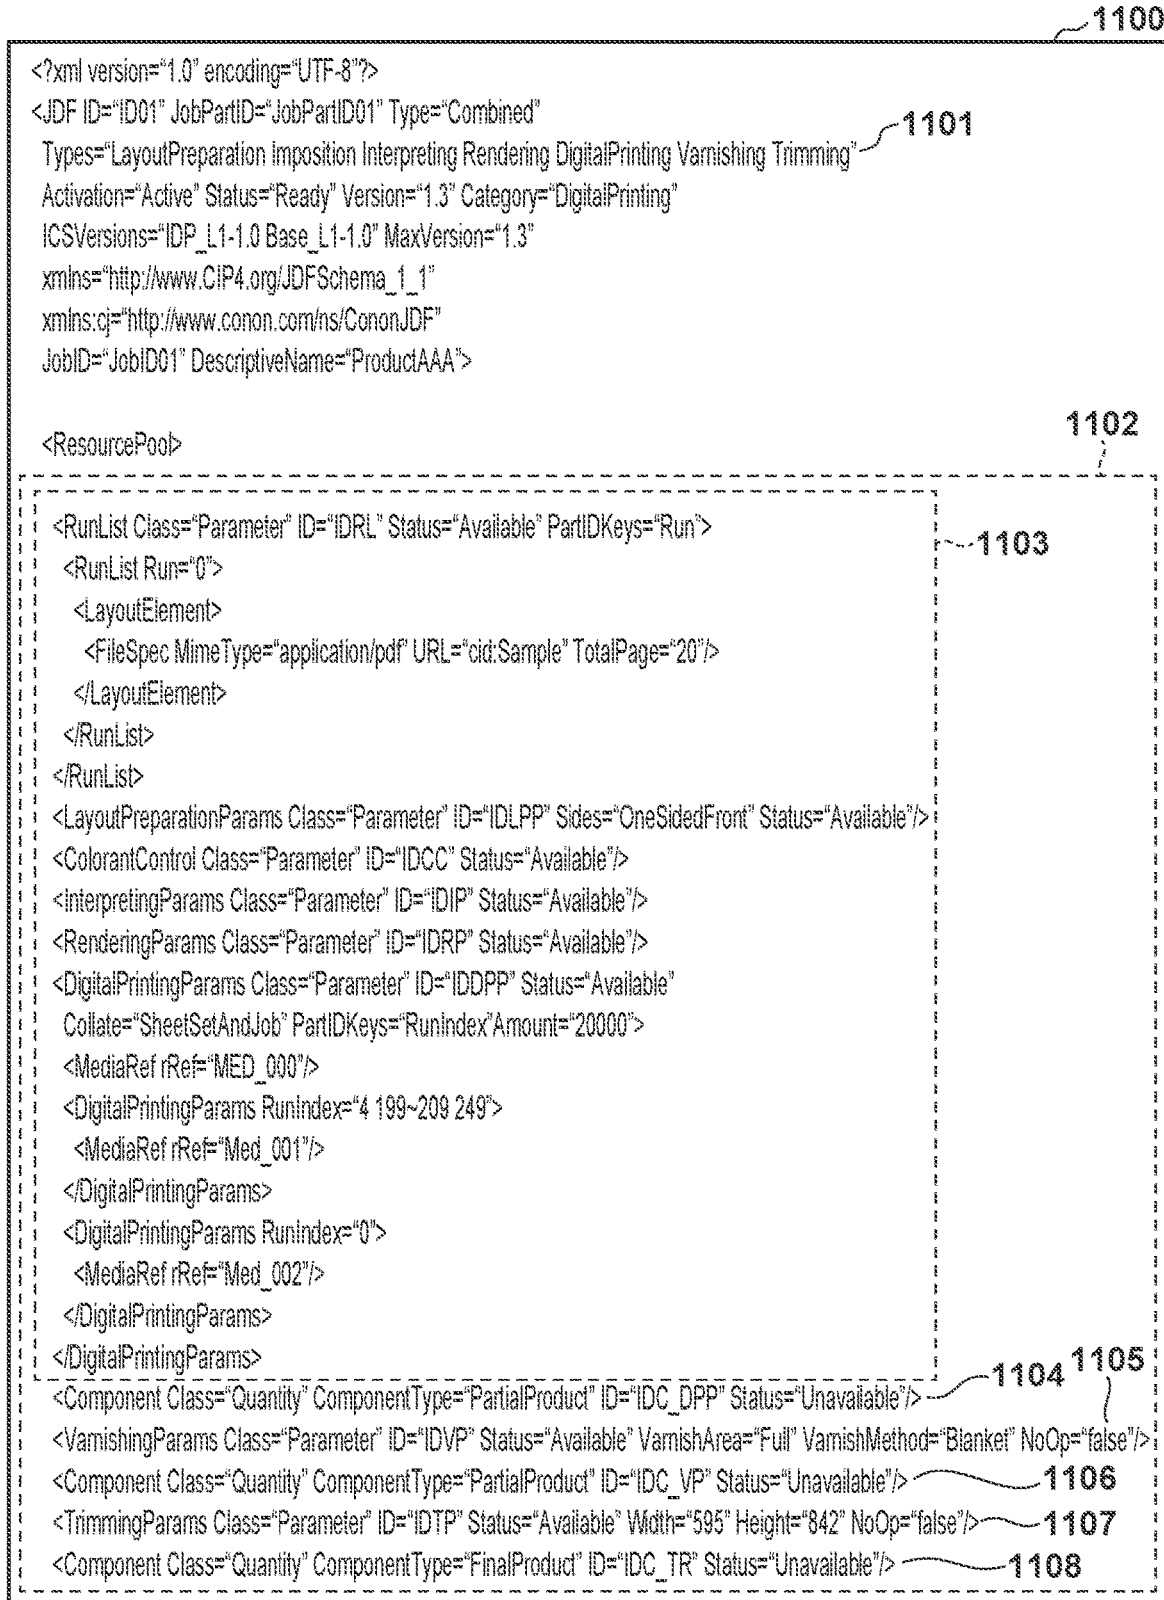 1100
<?xml version=“1.0” encoding=“UTF-8”?>
<JDF ID=“ID01” JobPartID=“JobPartID01” Type=“Combined”
1101
Types=“LayoutPreparation Imposition Interpreting Rendering DigitalPrinting Varnishing Trimming”
Activation=“Active” Status=“Ready” Version=“1.3” Category=“DigitalPrinting”
ICSVersions=“IDP_L1-1.0 Base_L1-1.0” MaxVersion=“1.3”
xmlns=“http://www.CIP4.org/JDFSchema_1_1”
xmlns:cj=“http://www.conon.com/ns/CononJDF”
JobID=“JobID01” DescriptiveName=“ProductAAA”>
1102
<ResourcePool>
<RunList Class=“Parameter” ID=“IDRL” Status=“Available” PartIDKeys=“Run”>
1103
<RunList Run=“0”>
<LayoutElement>
<FileSpec MimeType=“application/pdf” URL=“cid:Sample” TotalPage=“20”/>
</LayoutElement>
</RunList>
</RunList>
<LayoutPreparationParams Class=“Parameter” ID=“IDLPP” Sides=“OneSidedFront” Status=“Available”/>
<ColorantControl Class=“Parameter” ID=“IDCC” Status=“Available”/>
<InterpretingParams Class=“Parameter” ID=“IDIP” Status=“Available”/>
<RenderingParams Class=“Parameter” ID=“IDRP” Status=“Available”/>
<DigitalPrintingParams Class=“Parameter” ID=“IDDPP” Status=“Available”
Collate=“SheetSetAndJob” PartIDKeys=“RunIndex”Amount=“20000”>
<MediaRef rRef=“MED_000”/>
<DigitalPrintingParams RunIndex=“4 199~209 249”>
<MediaRef rRef=“Med_001”/>
</DigitalPrintingParams>
<DigitalPrintingParams RunIndex=“0”>
<MediaRef rRef=“Med_002”/>
</DigitalPrintingParams>
</DigitalPrintingParams>
1105
<Component Class=“Quantity” ComponentType=“PartialProduct” ID=“IDC_DPP” Status=“Unavailable”/> 1104
<VarnishingParams Class=“Parameter” ID=“IDVP” Status=“Available” VarnishArea=“Full” VarnishMethod=“Blanket” NoOp=“false”/>
<Component Class=“Quantity” ComponentType=“PartialProduct” ID=“IDC_VP” Status=“Unavailable”/> 1106
<TrimmingParams Class=“Parameter” ID=“IDTP” Status=“Available” Width=“595” Height=“842” NoOp=“false”/> 1107
<Component Class=“Quantity” ComponentType=“FinalProduct” ID=“IDC_TR” Status=“Unavailable”/> 1108